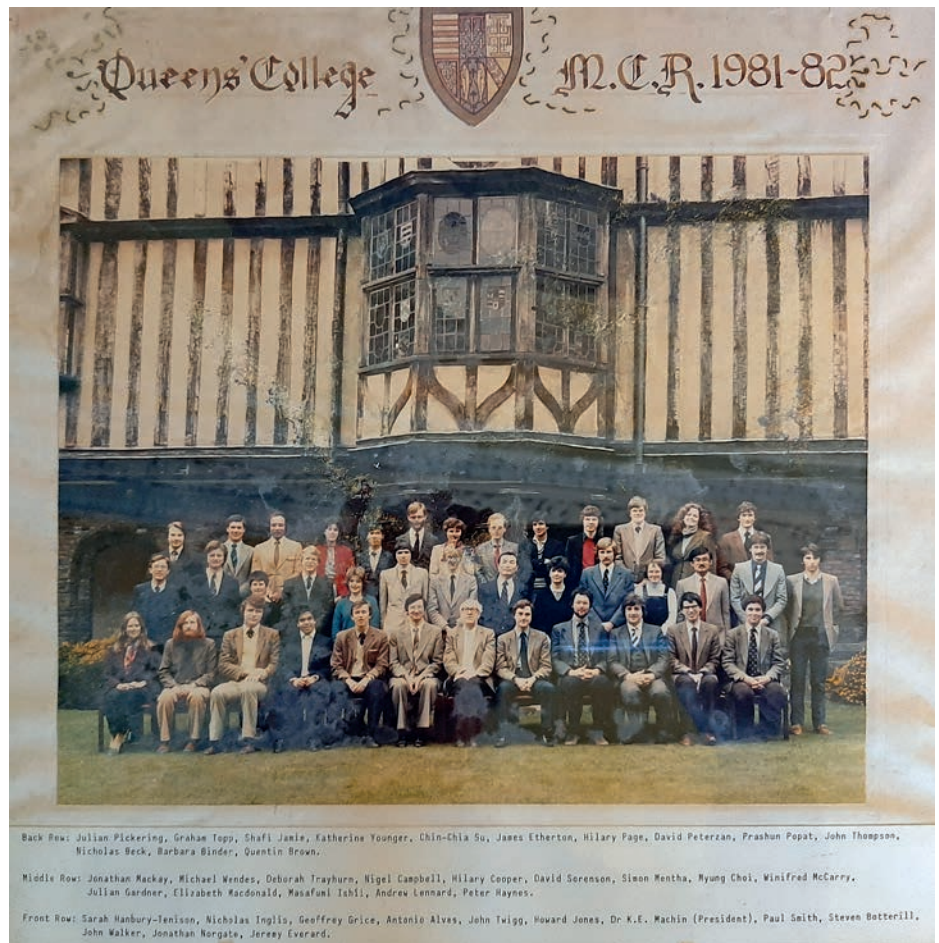 Queens' College M.C.R. 1981-82
Back Row: Julian Pickering, Graham Topp, Shafi Jamie, Katherine Younger, Chin-Chia Su, James Etherton, Hilary Page, David Peterzan, Prashun Popat, John Thompson,
Nicholas Beck, Barbara Binder, Quentin Brown.
Middle Row: Jonathan Mackay, Michael Wendes, Deborah Trayhurn, Nigel Campbell, Hilary Cooper, David Sorenson, Simon Mentha, Myung Choi, Winifred McCarry,
Julian Gardner, Elizabeth Macdonald, Masafumi Ishii, Andrew Lennard, Peter Haynes.
Front Row: Sarah Hanbury-Tenison, Nicholas Inglis, Geoffrey Grice, Antonio Alves, John Twigg, Howard Jones, Dr K.E. Machin (President), Paul Smith, Steven Botterill,
John Walker, Jonathan Norgate, Jeremy Everard.